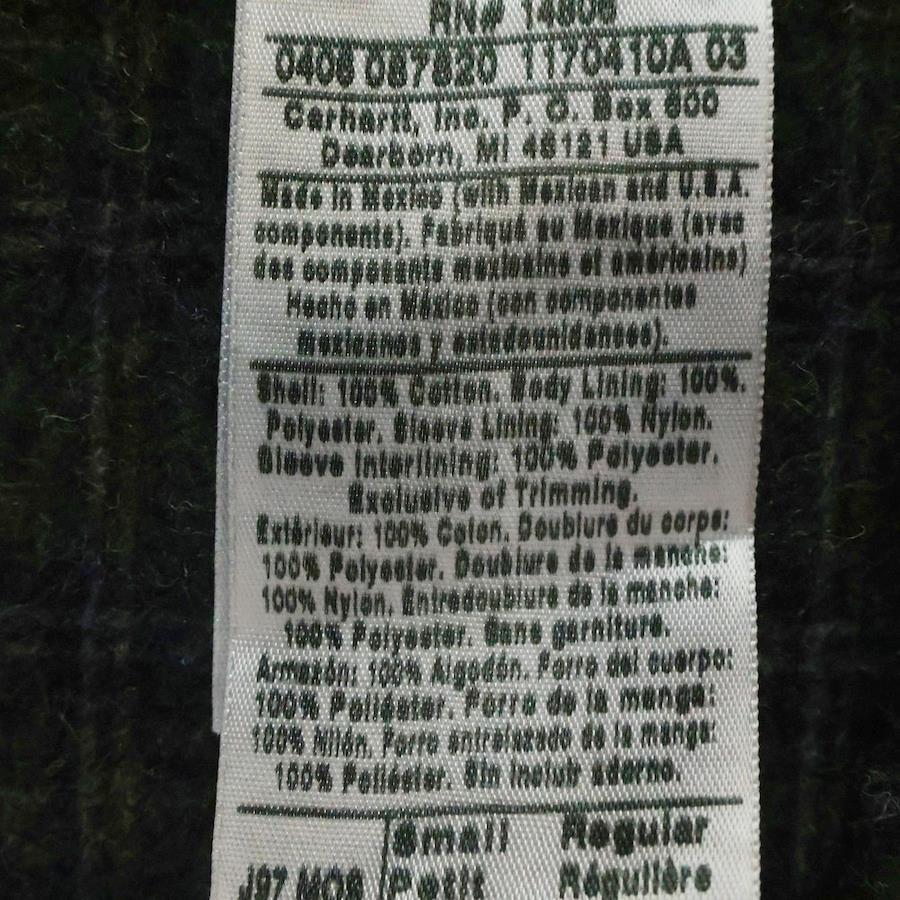 RN# 14806
0406 087820 1170410A 03
Carhartt, Inc. P. O. Box 600
Dearborn, MI 48121 USA
Made in Mexico (with Mexican and U.S.A.
components). Fabriqué au Mexique (avec
des composants mexicains et américains)
Hecho en México (con componentes
mexicanos y estadounidenses).
Shell: 100% Cotton. Body Lining: 100%
Polyester. Sleeve Lining: 100% Nylon.
Sleeve Interlining: 100% Polyester.
Exclusive of Trimming.
Extérieur: 100% Coton. Doublure du corps:
100% Polyester. Doublure de la manche:
100% Nylon. Entredoublure de la manche:
100% Polyester. Sans garniture.
Armazón: 100% Algodón. Forro del cuerpo:
100% Poliéster. Forro de la manga:
100% Nilón. Forro entrelazado de la manga:
100% Poliéster. Sin incluir adorno.
Small Regular
J97 MOS Petit Régulière